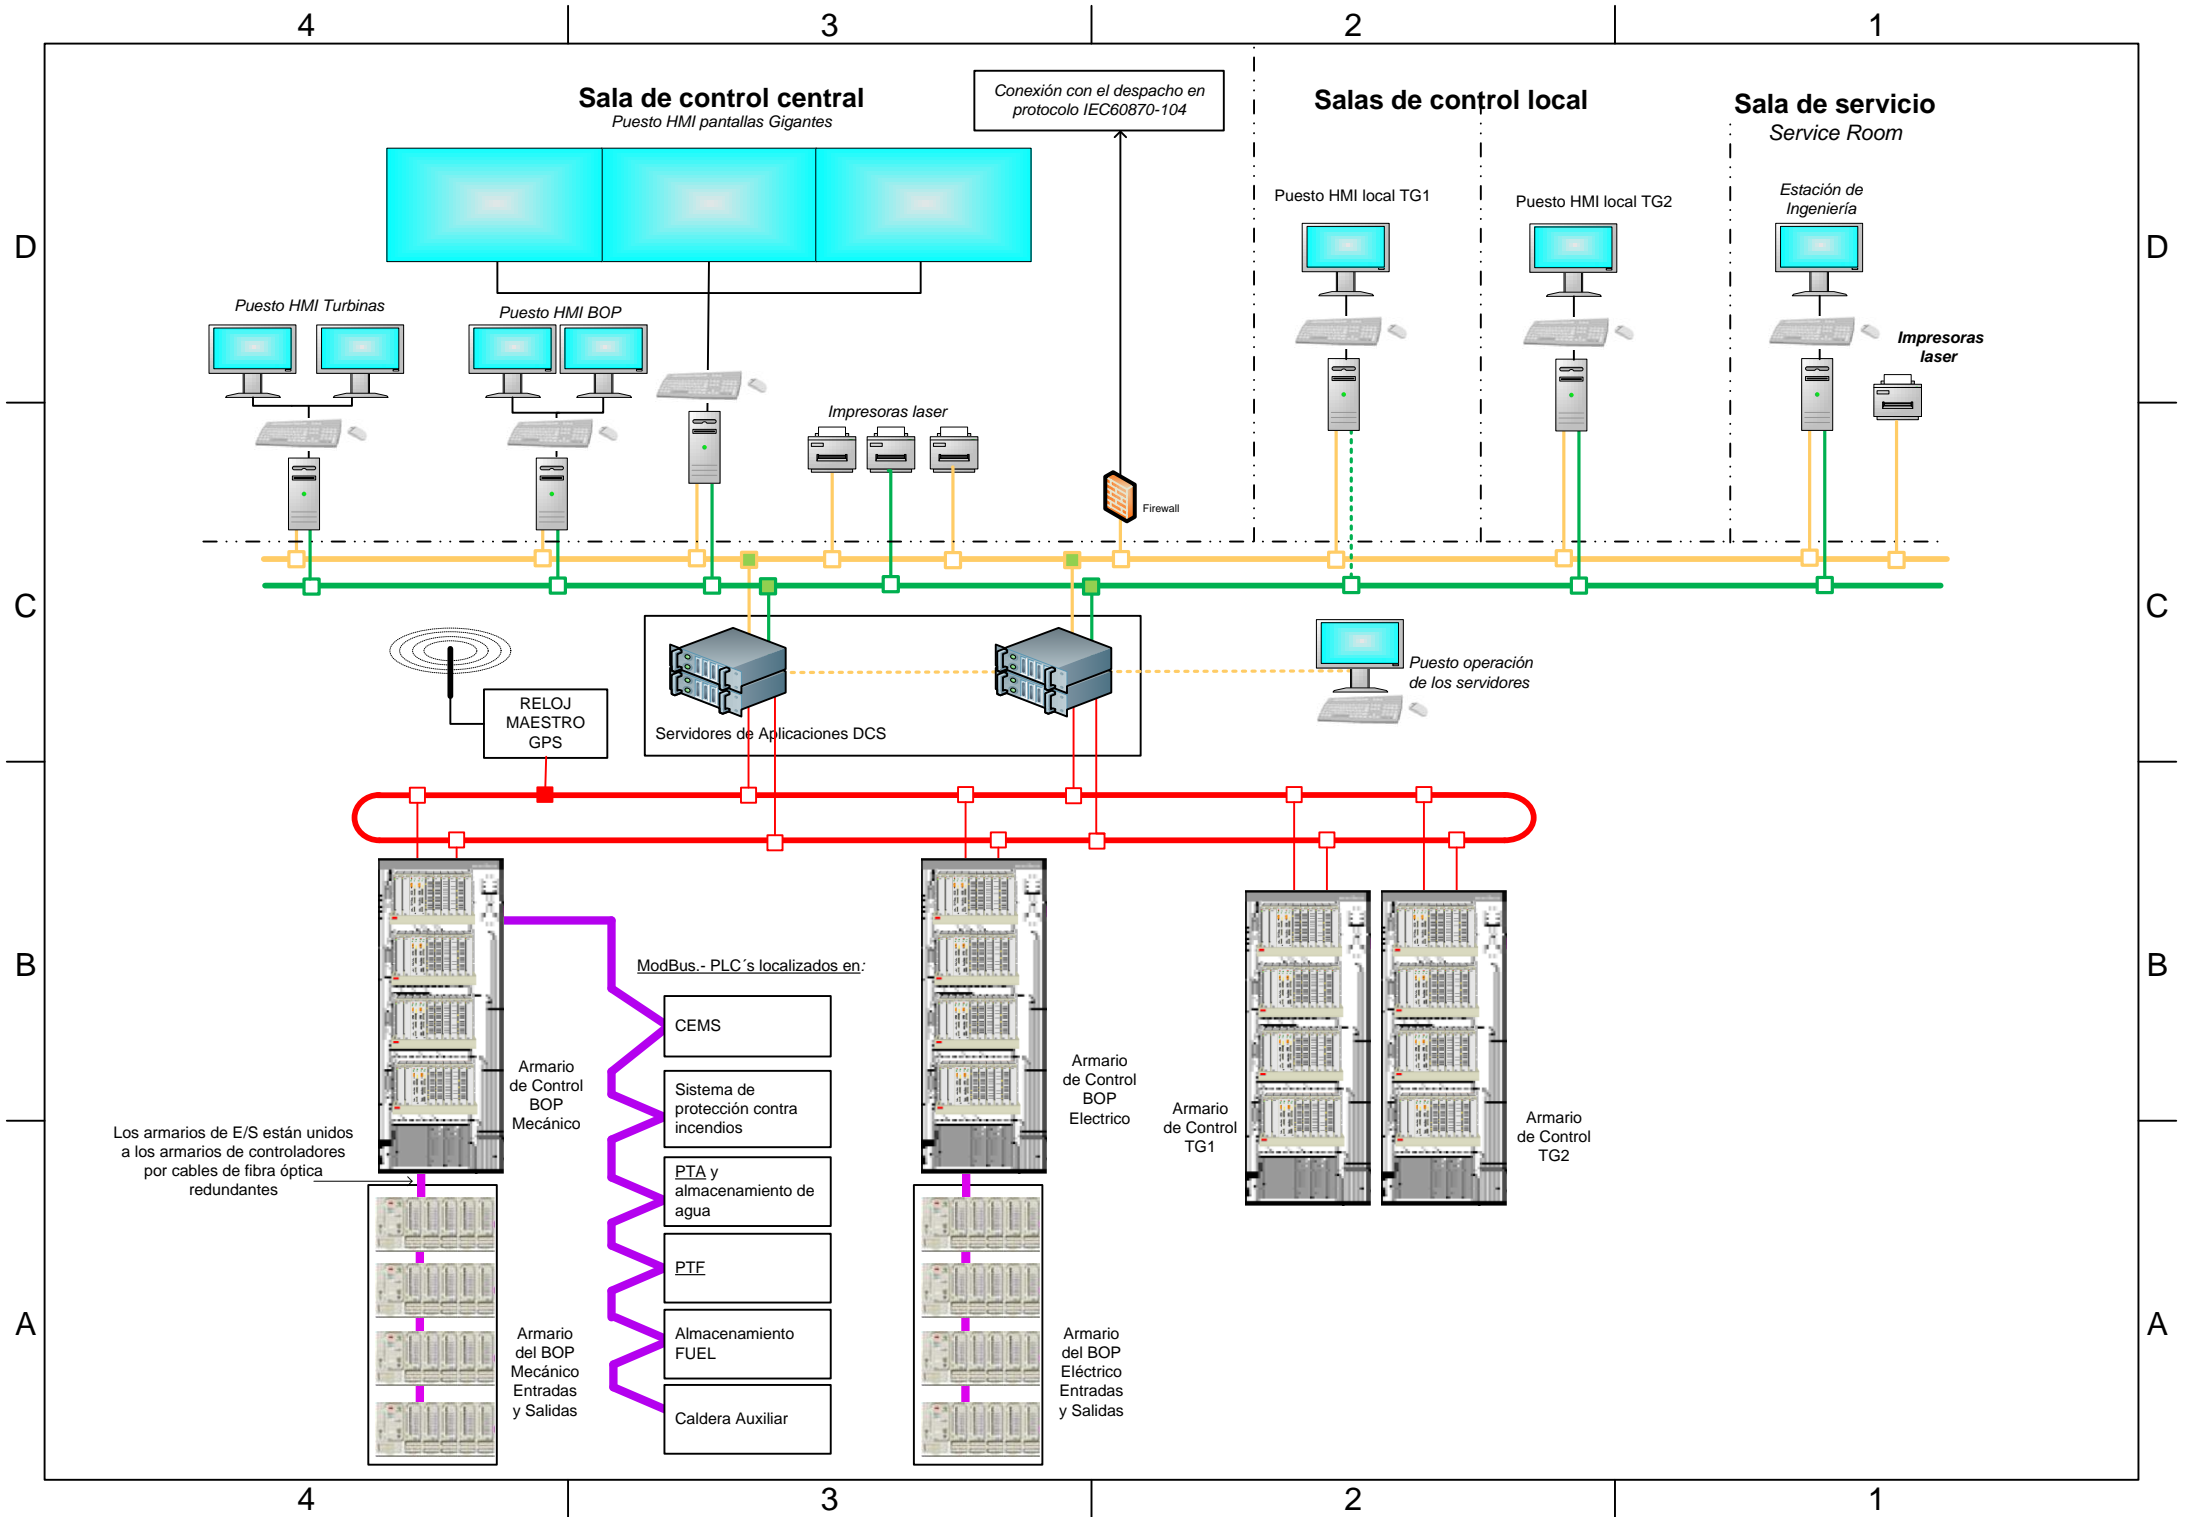 4
3
2
1
Sala de control central
Puesto HMI pantallas Gigantes
Conexión con el despacho en
protocolo IEC60870-104
Salas de control local
Sala de servicio
Service Room
Puesto HMI local TG1
Puesto HMI local TG2
Estación de
Ingeniería
D
D
Puesto HMI Turbinas
Puesto HMI BOP
Impresoras
laser
Impresoras laser
Firewall
C
C
RELOJ
MAESTRO
GPS
Servidores de Aplicaciones DCS
Puesto operación
de los servidores
B
B
ModBus.- PLC´s localizados en:
CEMS
Sistema de
protección contra
incendios
PTA y
almacenamiento de
agua
PTF
Almacenamiento
FUEL
Caldera Auxiliar
Armario
de Control
BOP
Mecánico
Armario
de Control
BOP
Electrico
Armario
de Control
TG1
Armario
de Control
TG2
Los armarios de E/S están unidos
a los armarios de controladores
por cables de fibra óptica
redundantes
A
A
Armario
del BOP
Mecánico
Entradas
y Salidas
Armario
del BOP
Eléctrico
Entradas
y Salidas
4
3
2
1